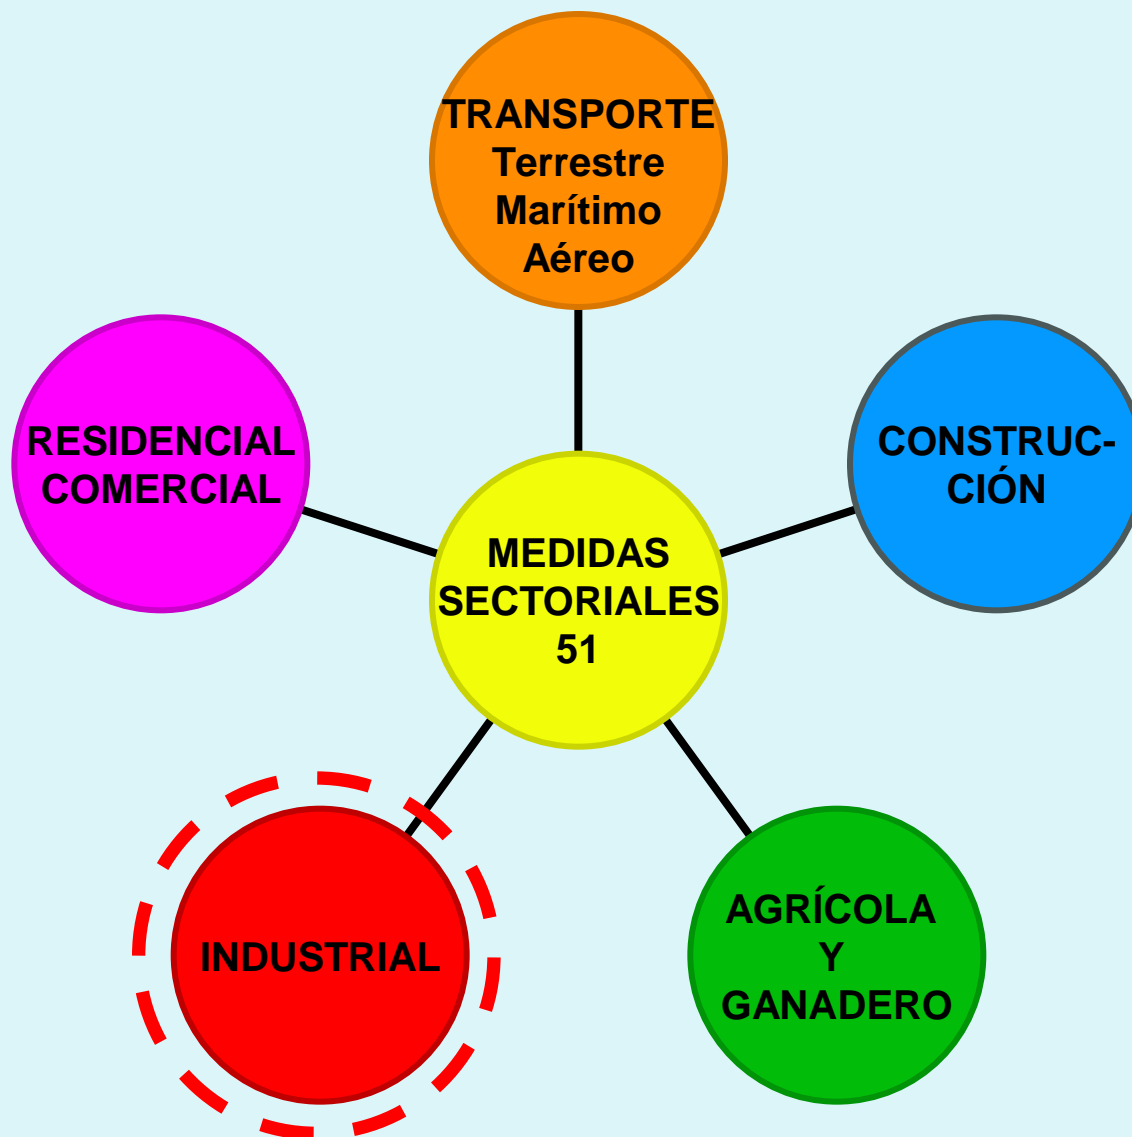 TRANSPORTE
Terrestre
Marítimo
Aéreo
RESIDENCIAL
COMERCIAL
CONSTRUC-
CIÓN
MEDIDAS
SECTORIALES
51
INDUSTRIAL
AGRÍCOLA
Y
GANADERO